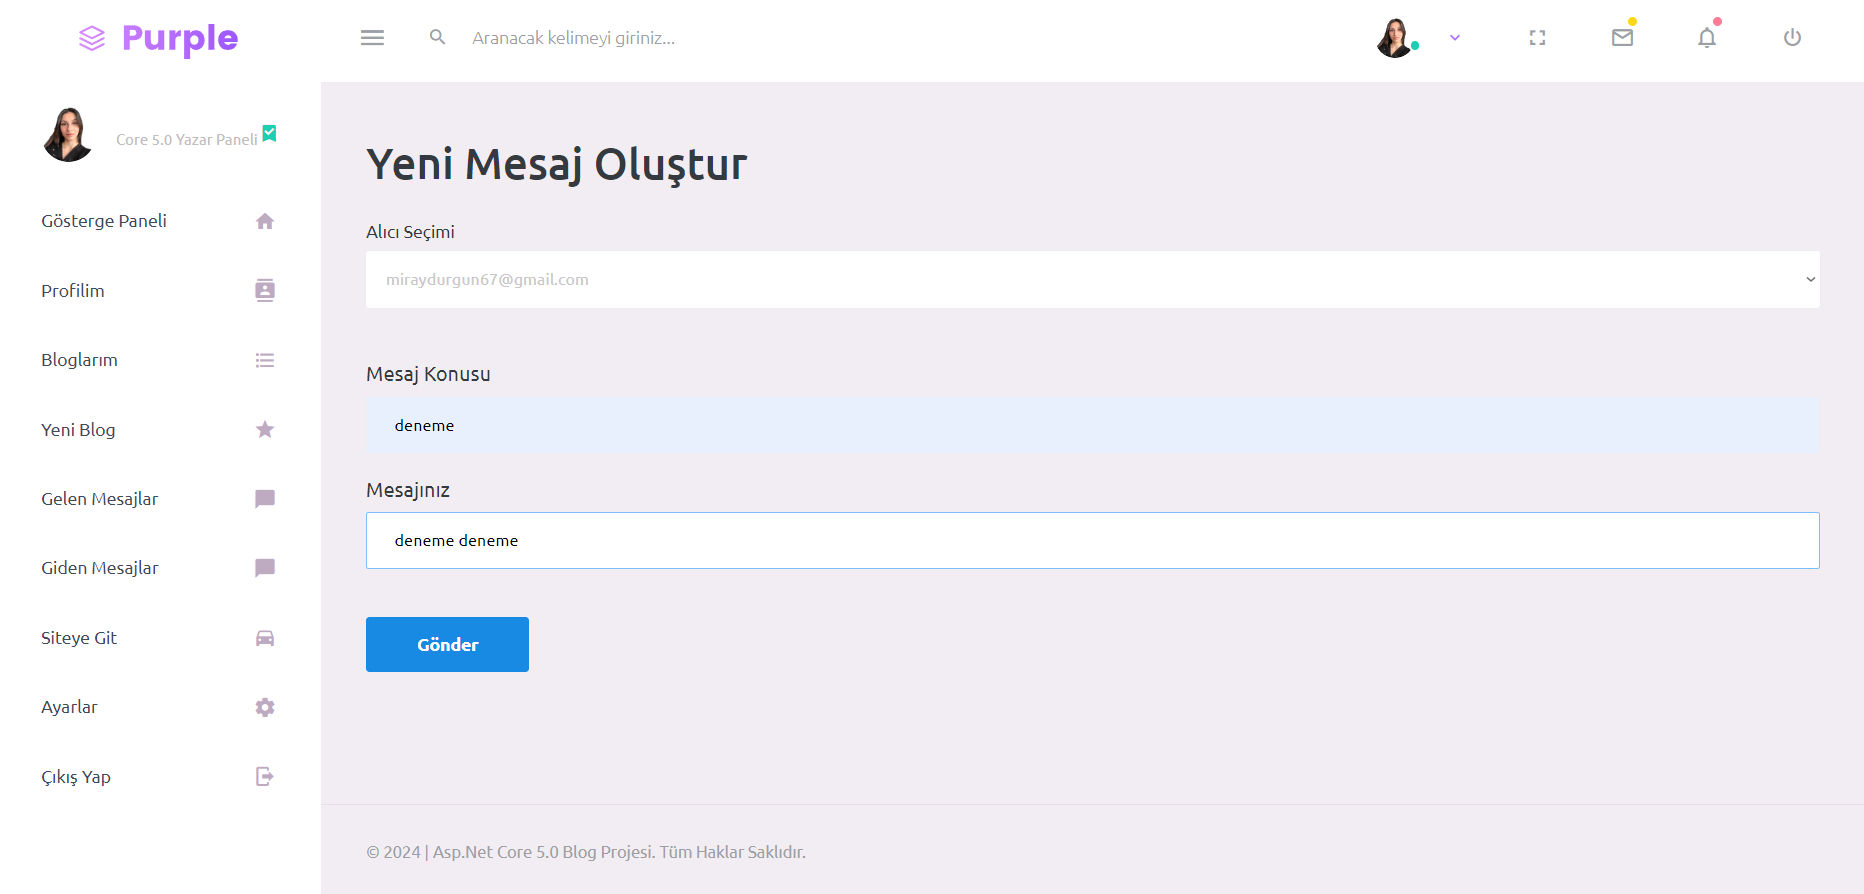 Purple
Aranacak kelimeyi giriniz...
Core 5.0 Yazar Paneli
Gösterge Paneli
Profilim
Bloglarım
Yeni Blog
Gelen Mesajlar
Giden Mesajlar
Siteye Git
Ayarlar
Çıkış Yap
Yeni Mesaj Oluştur
Alıcı Seçimi
miraydurgun67@gmail.com
Mesaj Konusu
deneme
Mesajınız
deneme deneme
Gönder
© 2024 | Asp.Net Core 5.0 Blog Projesi. Tüm Haklar Saklıdır.